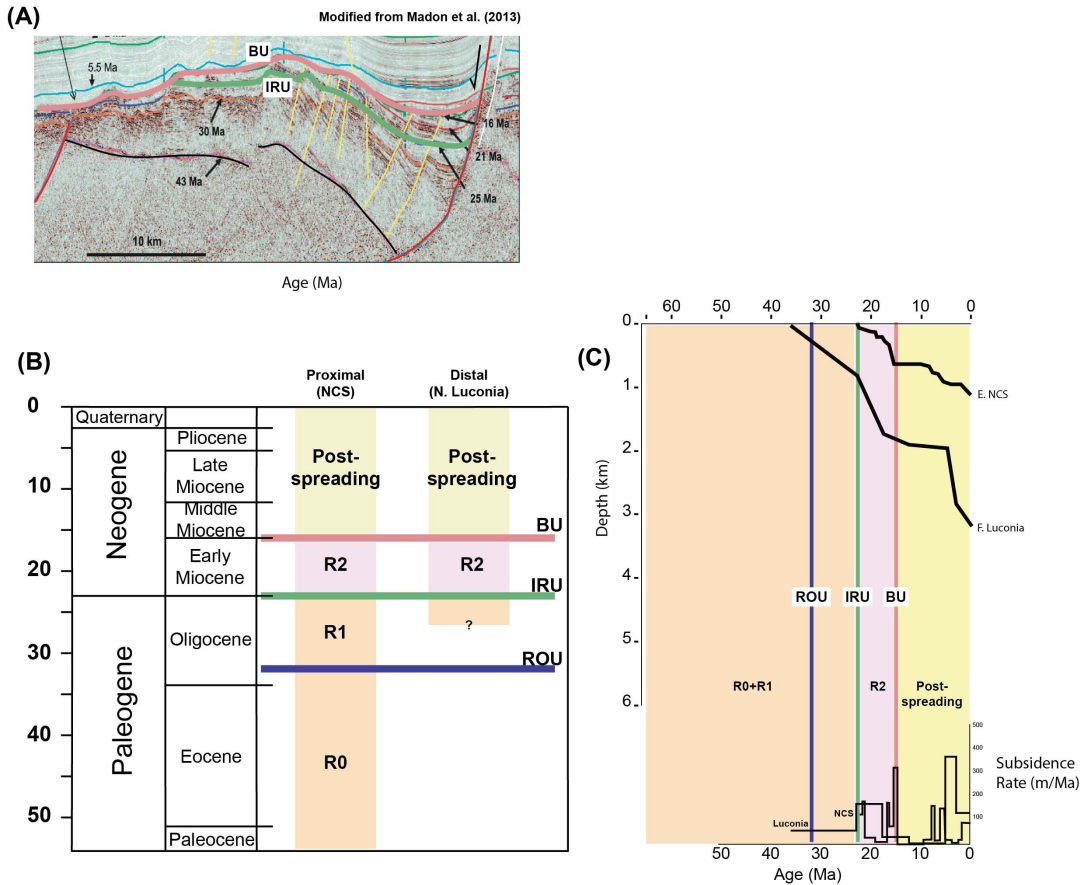 (A)
Modified from Madon et al. (2013)
BU
5.5 Ma
IRU
30 Ma
16 Ma
21 Ma
43 Ma
25 Ma
10 km
Age (Ma)
(B)
Proximal
(NCS)
Distal
(N. Luconia)
0
10
20
30
40
50
Neogene
Paleogene
Quaternary
Pliocene
Late
Miocene
Middle
Miocene
Early
Miocene
Oligocene
Eocene
Paleocene
Post-
spreading
Post-
spreading
BU
R2
R2
IRU
R1
?
ROU
R0
(C)
60 50 40 30 20 10 0
0
1
2
3
4
5
6
Depth (km)
E. NCS
F. Luconia
ROU IRU BU
R0+R1
R2
Post-
spreading
500
400
300
200
100
Subsidence
Rate (m/Ma)
NCS
Luconia
50 40 30 20 10 0
Age (Ma)